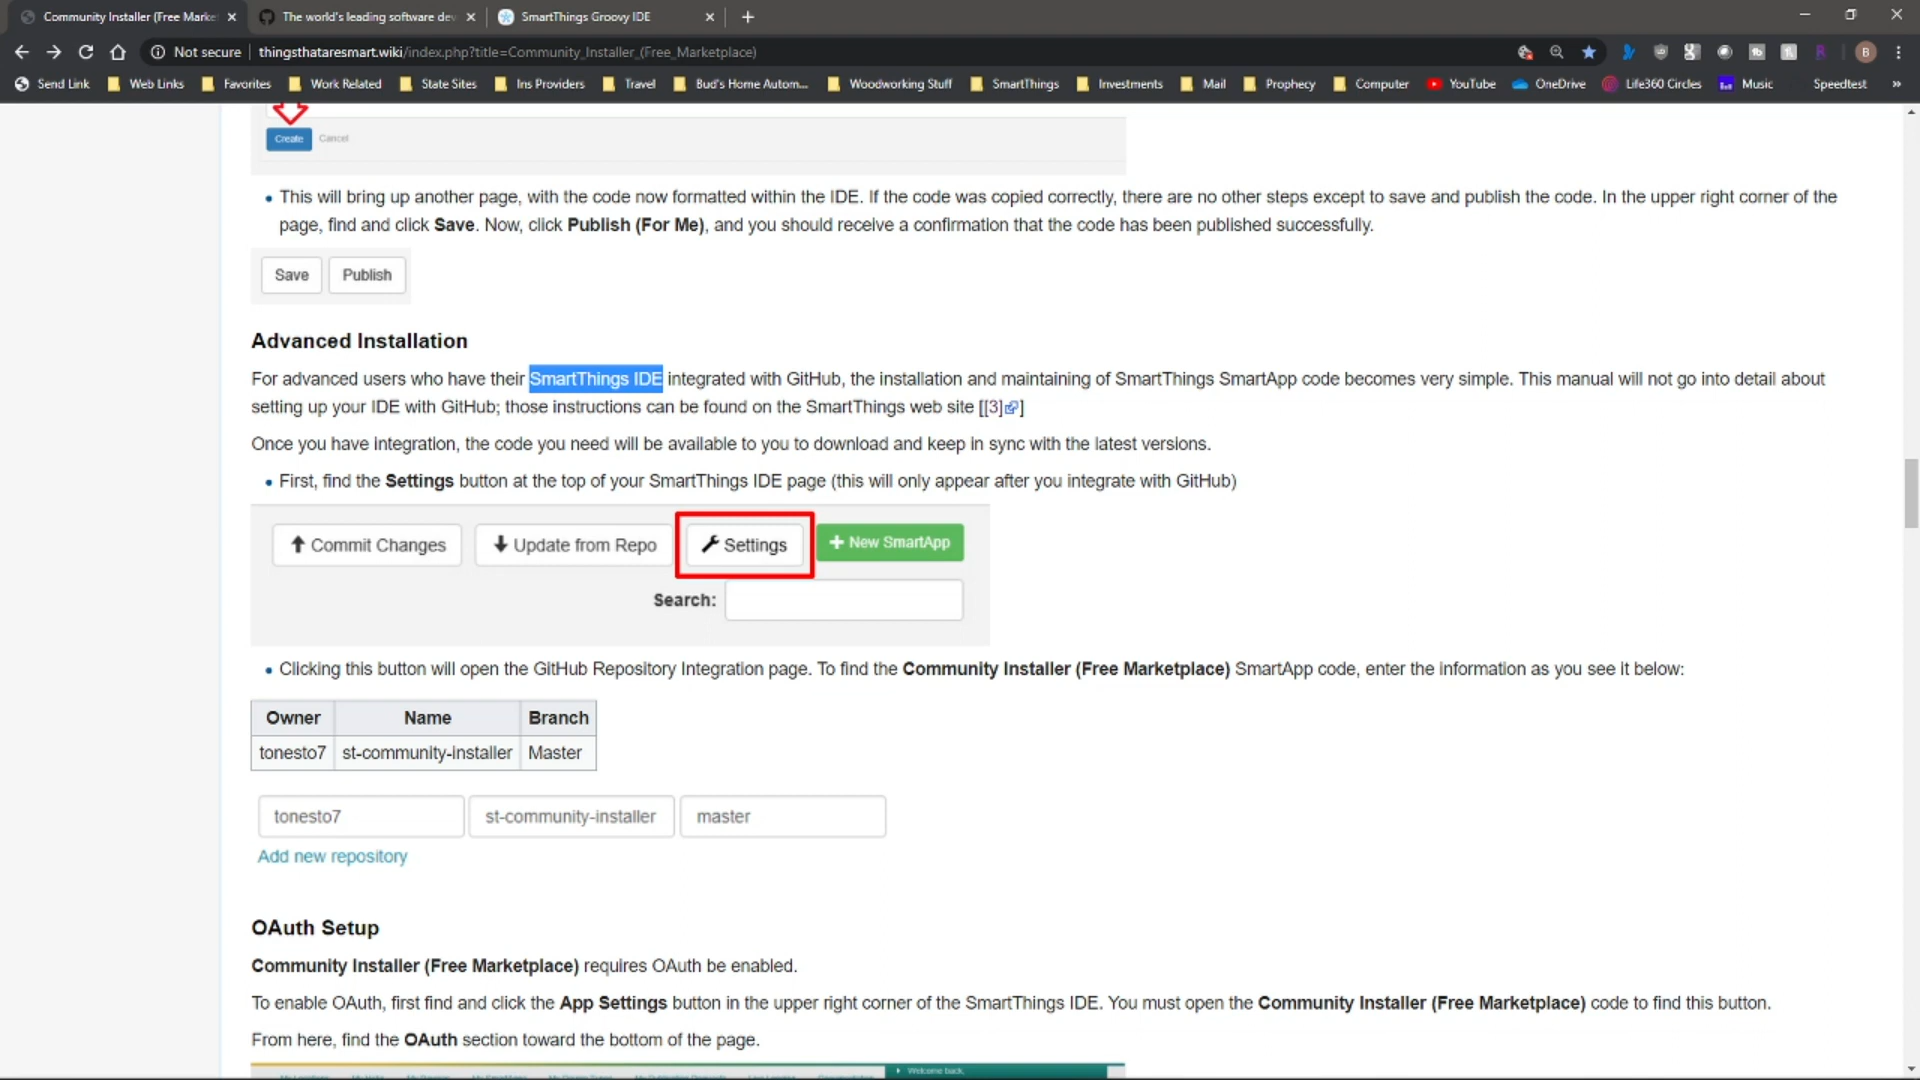 Community Installer (Free Marke
The world's leading software dev
SmartThings Groovy IDE
Not secure
thingsthataresmart.wiki/index.php?title=Community_Installer_(Free_Marketplace)
B
Send Link
Web Links
Favorites
Work Related
State Sites
Ins Providers
Travel
Bud's Home Autom...
Woodworking Stuff
SmartThings
Investments
Mail
Prophecy
Computer
YouTube
OneDrive
Life360 Circles
Music
Speedtest
»
Create Cancel
This will bring up another page, with the code now formatted within the IDE. If the code was copied correctly, there are no other steps except to save and publish the code. In the upper right corner of the
page, find and click Save. Now, click Publish (For Me), and you should receive a confirmation that the code has been published successfully.
Save Publish
Advanced Installation
For advanced users who have their SmartThings IDE integrated with GitHub, the installation and maintaining of SmartThings SmartApp code becomes very simple. This manual will not go into detail about
setting up your IDE with GitHub; those instructions can be found on the SmartThings web site [[3]]
Once you have integration, the code you need will be available to you to download and keep in sync with the latest versions.
First, find the Settings button at the top of your SmartThings IDE page (this will only appear after you integrate with GitHub)
Commit Changes Update from Repo Settings + New SmartApp
Search:
Clicking this button will open the GitHub Repository Integration page. To find the Community Installer (Free Marketplace) SmartApp code, enter the information as you see it below:
Owner Name Branch
tonesto7 st-community-installer Master
tonesto7 st-community-installer master
Add new repository
OAuth Setup
Community Installer (Free Marketplace) requires OAuth be enabled.
To enable OAuth, first find and click the App Settings button in the upper right corner of the SmartThings IDE. You must open the Community Installer (Free Marketplace) code to find this button.
From here, find the OAuth section toward the bottom of the page.
Welcome back,